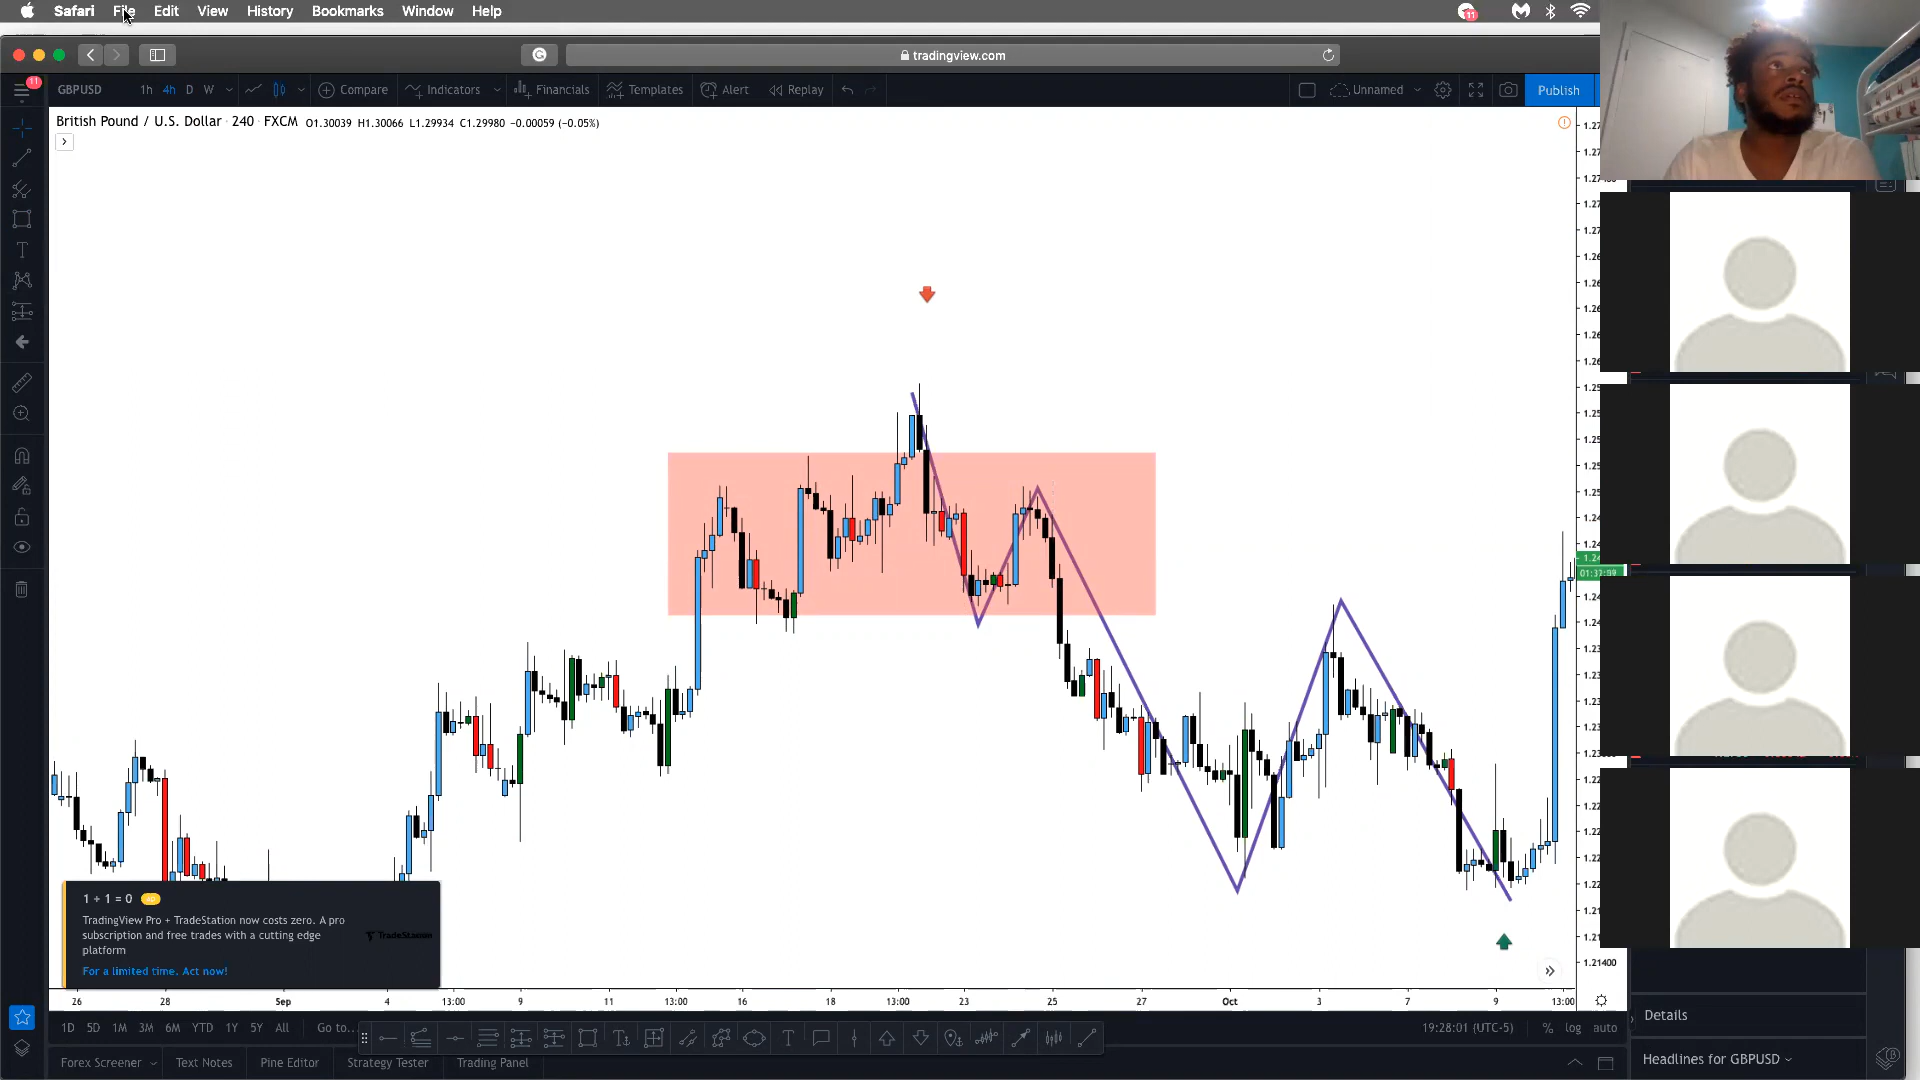 Safari File Edit View History Bookmarks Window Help
11
tradingview.com
11
GBPUSD 1h 4h D W Compare Indicators Financials Templates Alert Replay Unnamed Publish
British Pound / U.S. Dollar · 240 · FXCM O1.30039 H1.30066 L1.29934 C1.29980 −0.00059 (−0.05%)
01:31:59
1.21400
1 + 1 = 0
TradingView Pro + TradeStation now costs zero. A pro
subscription and free trades with a cutting edge
platform
TradeStation
For a limited time. Act now!
26 28 Sep 4 13:00 9 11 13:00 16 18 13:00 23 25 27 Oct 3 7 9 13:00
1D 5D 1M 3M 6M YTD 1Y 5Y All Go to... 19:28:01 (UTC-5) % log auto
Forex Screener Text Notes Pine Editor Strategy Tester Trading Panel
Details
Headlines for GBPUSD